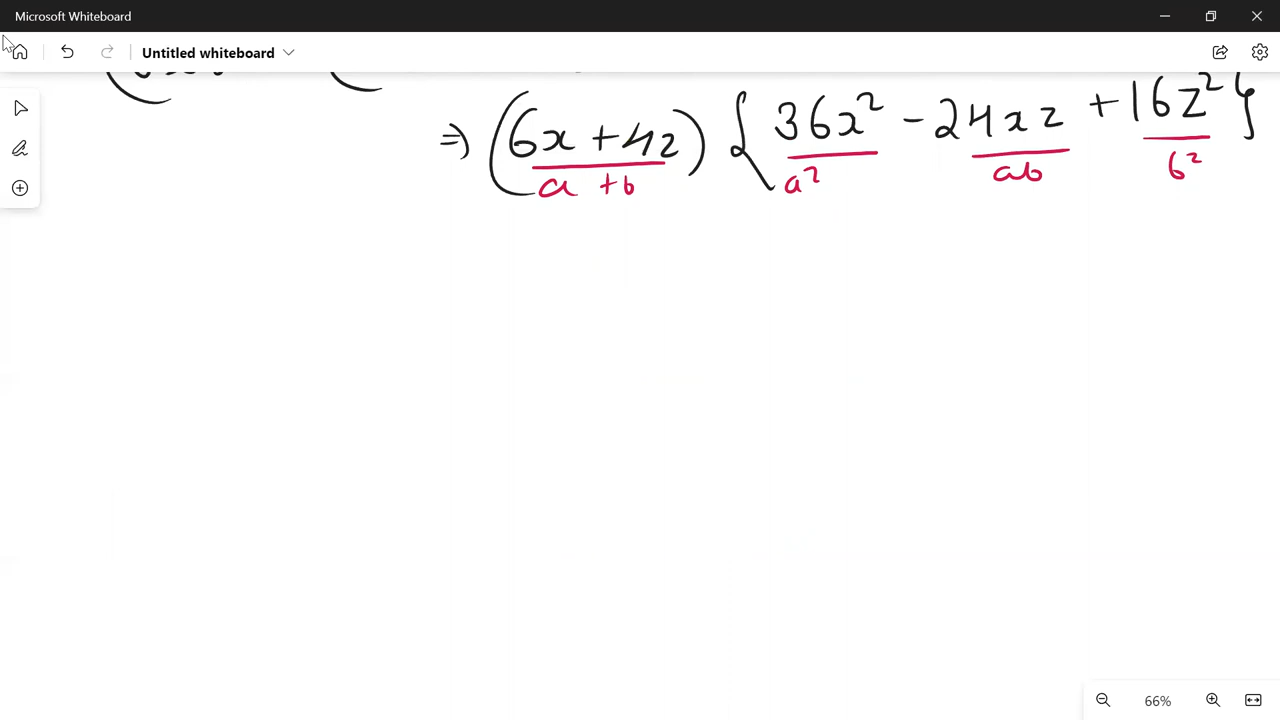 Microsoft Whiteboard
Untitled whiteboard
⇒ (6x + 4z) {36x² - 24xz + 16z²}
a + b a² ab b²
66%